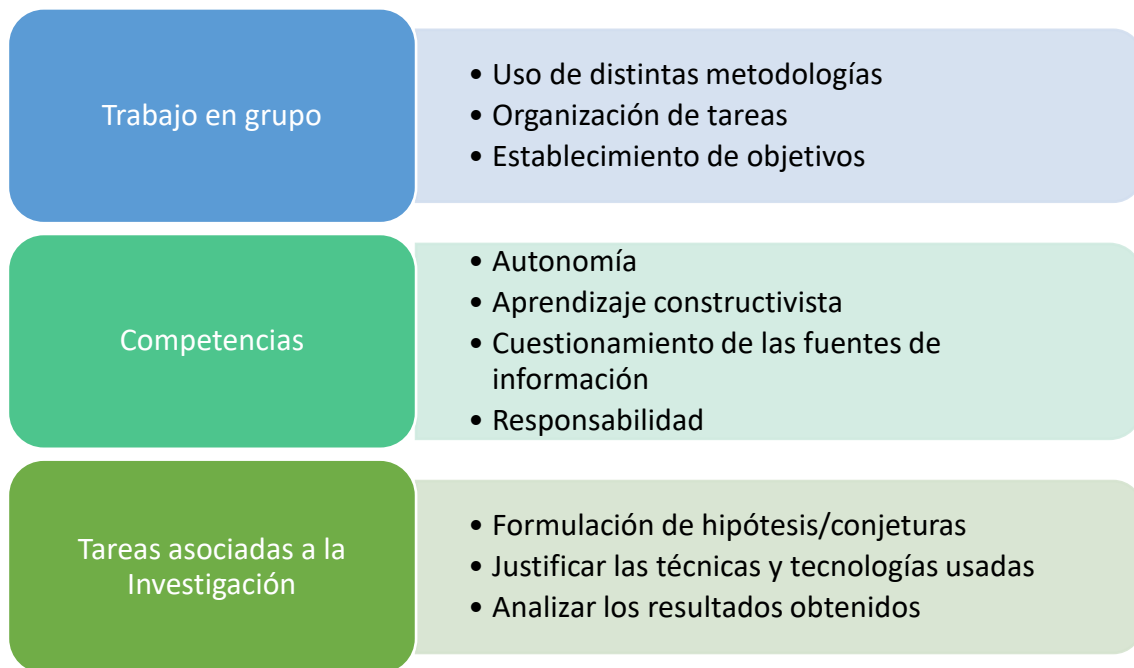 Trabajo en grupo
• Uso de distintas metodologías
• Organización de tareas
• Establecimiento de objetivos
Competencias
• Autonomía
• Aprendizaje constructivista
• Cuestionamiento de las fuentes de
información
• Responsabilidad
Tareas asociadas a la
Investigación
• Formulación de hipótesis/conjeturas
• Justificar las técnicas y tecnologías usadas
• Analizar los resultados obtenidos